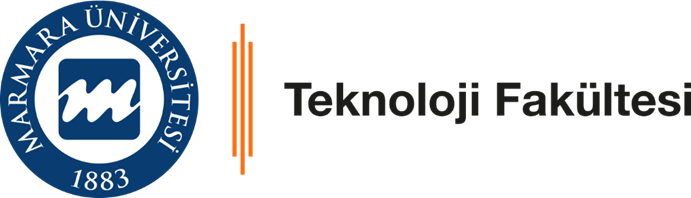 MARMARA ÜNİVERSİTESİ
m
1883
Teknoloji Fakültesi